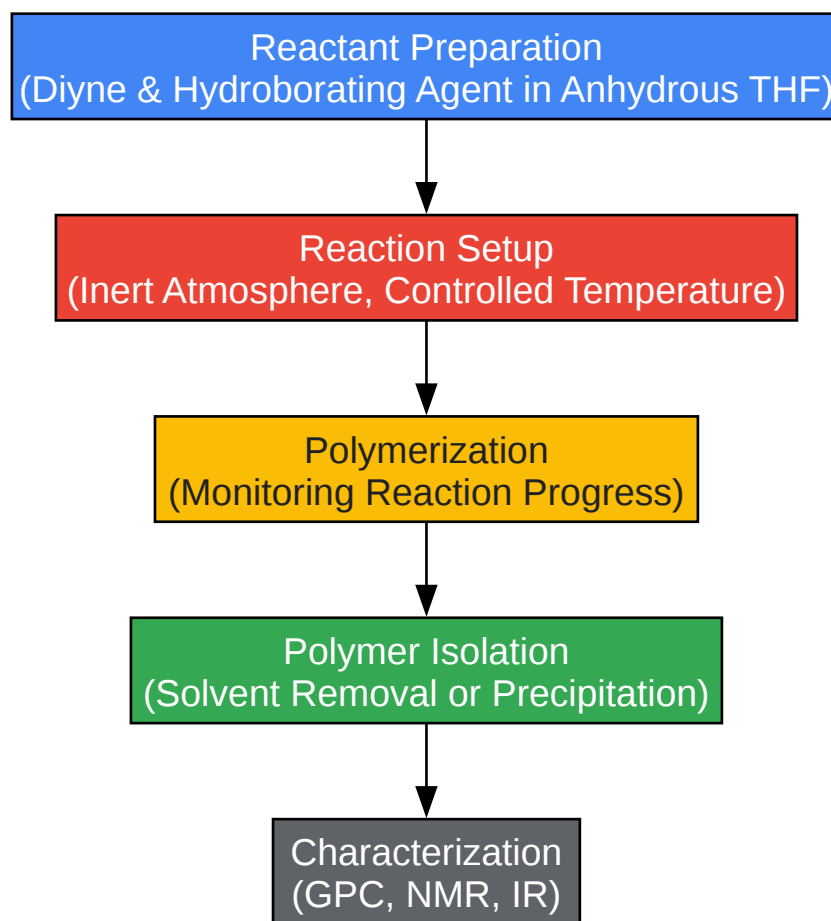 Reactant Preparation
(Diyne & Hydroborating Agent in Anhydrous THF)
Reaction Setup
(Inert Atmosphere, Controlled Temperature)
Polymerization
(Monitoring Reaction Progress)
Polymer Isolation
(Solvent Removal or Precipitation)
Characterization
(GPC, NMR, IR)